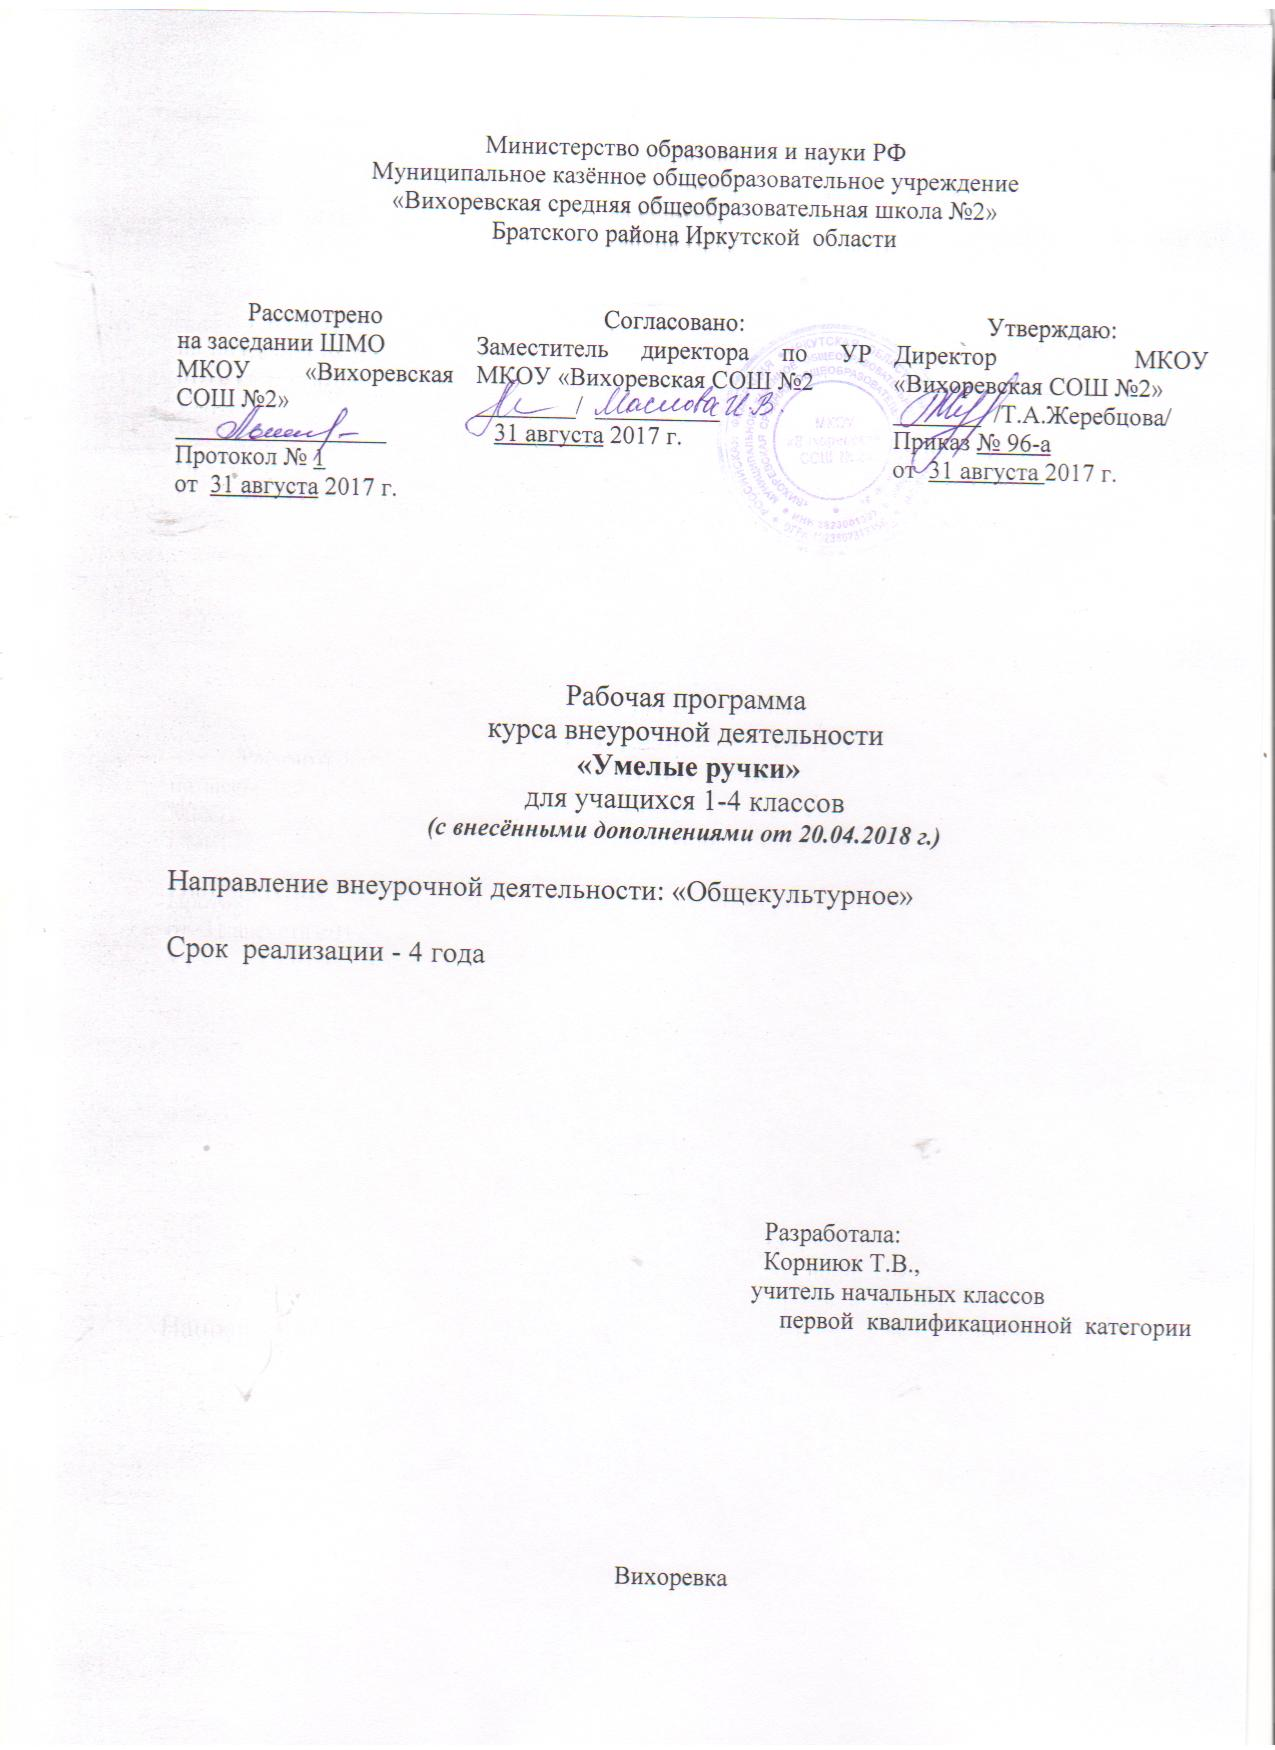 Министерство образования и науки РФ
Муниципальное казённое общеобразовательное учреждение
«Вихоревская средняя общеобразовательная школа №2»
Братского района Иркутской  области
Рассмотрено
на заседании ШМО
МКОУ «Вихоревская
СОШ №2»
Протокол № 1
от  31 августа 2017 г.
Согласовано:
Заместитель директора по УР
МКОУ «Вихоревская СОШ №2
/ Маслова И.В.
31 августа 2017 г.
Утверждаю:
Директор МКОУ
«Вихоревская СОШ №2»
/Т.А.Жеребцова/
Приказ № 96-а
от  31 августа 2017 г.
МКОУ
Рабочая программа
курса внеурочной деятельности
«Умелые ручки»
для учащихся 1-4 классов
(с внесёнными дополнениями от 20.04.2018 г.)
Направление внеурочной деятельности: «Общекультурное»
Срок  реализации - 4 года
Разработала:
Корниюк Т.В.,
учитель начальных классов
первой  квалификационной  категории
Вихоревка